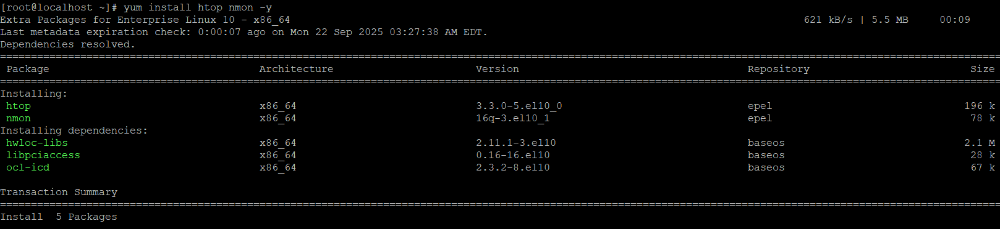 [root@localhost ~]# yum install htop nmon -y
Extra Packages for Enterprise Linux 10 - x86_64 621 kB/s | 5.5 MB 00:09
Last metadata expiration check: 0:00:07 ago on Mon 22 Sep 2025 03:27:38 AM EDT.
Dependencies resolved.
================================================================================
Package Architecture Version Repository Size
================================================================================
Installing:
htop x86_64 3.3.0-5.el10_0 epel 196 k
nmon x86_64 16q-3.el10_1 epel 78 k
Installing dependencies:
hwloc-libs x86_64 2.11.1-3.el10 baseos 2.1 M
libpciaccess x86_64 0.16-16.el10 baseos 28 k
ocl-icd x86_64 2.3.2-8.el10 baseos 67 k
Transaction Summary
================================================================================
Install 5 Packages